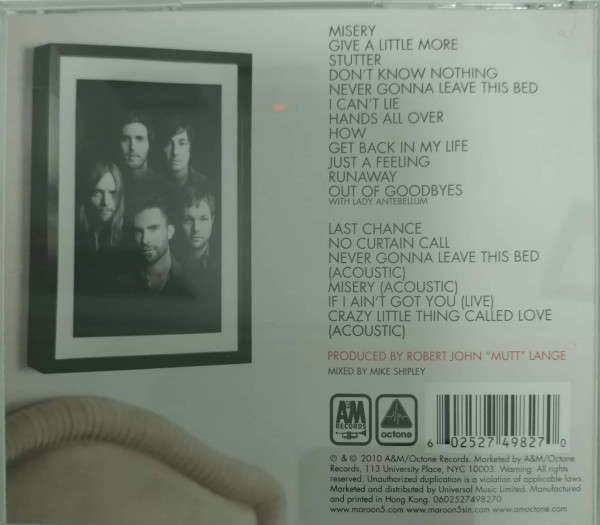 MISERY
GIVE A LITTLE MORE
STUTTER
DON'T KNOW NOTHING
NEVER GONNA LEAVE THIS BED
I CAN'T LIE
HANDS ALL OVER
HOW
GET BACK IN MY LIFE
JUST A FEELING
RUNAWAY
OUT OF GOODBYES
WITH LADY ANTEBELLUM
LAST CHANCE
NO CURTAIN CALL
NEVER GONNA LEAVE THIS BED
(ACOUSTIC)
MISERY (ACOUSTIC)
IF I AIN'T GOT YOU (LIVE)
CRAZY LITTLE THING CALLED LOVE
(ACOUSTIC)
PRODUCED BY ROBERT JOHN "MUTT" LANGE
MIXED BY MIKE SHIPLEY
A&M
RECORDS
octone
6 02527 49827 0
℗ & © 2010 A&M/Octone Records. Marketed by A&M/Octone
Records, 113 University Place, NYC 10003. Warning: All rights
reserved. Unauthorized duplication is a violation of applicable laws.
Marketed and distributed by Universal Music Limited. Manufactured
and printed in Hong Kong. 0602527498270
www.maroon5.com - www.maroon5sin.com - www.amoctone.com